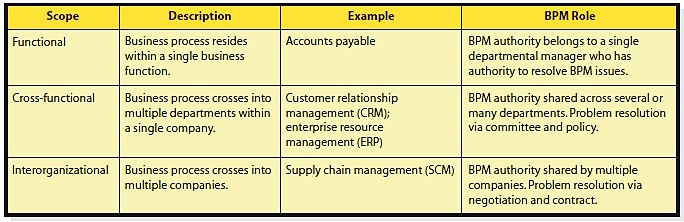 Scope Description Example BPM Role
Functional
Business process resides
within a single business
function.
Accounts payable
BPM authority belongs to a single
departmental manager who has
authority to resolve BPM issues.
Cross-functional
Business process crosses into
multiple departments within
a single company.
Customer relationship
management (CRM);
enterprise resource
management (ERP)
BPM authority shared across several or
many departments. Problem resolution
via committee and policy.
Interorganizational
Business process crosses into
multiple companies.
Supply chain management (SCM)
BPM authority shared by multiple
companies. Problem resolution via
negotiation and contract.